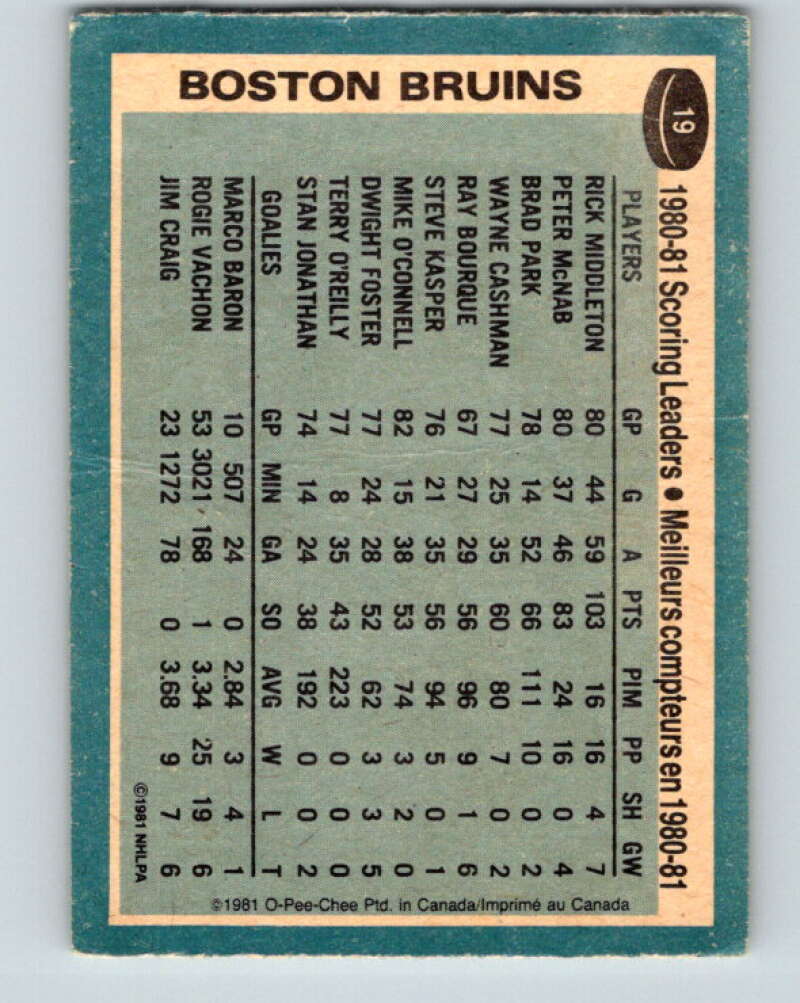 BOSTON BRUINS
19
1980-81 Scoring Leaders • Meilleurs compteurs en 1980-81
PLAYERS GP G A PTS PIM PP SH GW
RICK MIDDLETON 80 44 59 103 16 16 4 7
PETER McNAB 80 37 46 83 24 16 0 4
BRAD PARK 78 14 52 66 111 10 0 2
WAYNE CASHMAN 77 25 35 60 80 7 0 2
RAY BOURQUE 67 27 29 56 96 9 1 6
STEVE KASPER 76 21 35 56 94 5 0 1
MIKE O'CONNELL 82 15 38 53 74 3 2 0
DWIGHT FOSTER 77 24 28 52 62 3 3 5
TERRY O'REILLY 77 8 35 43 223 0 0 0
STAN JONATHAN 74 14 24 38 192 0 0 2
GOALIES GP MIN GA SO AVG W L T
MARCO BARON 10 507 24 0 2.84 3 4 1
ROGIE VACHON 53 3021 168 1 3.34 25 19 6
JIM CRAIG 23 1272 78 0 3.68 9 7 6
©1981 NHLPA
©1981 O-Pee-Chee Ptd. in Canada/Imprimé au Canada